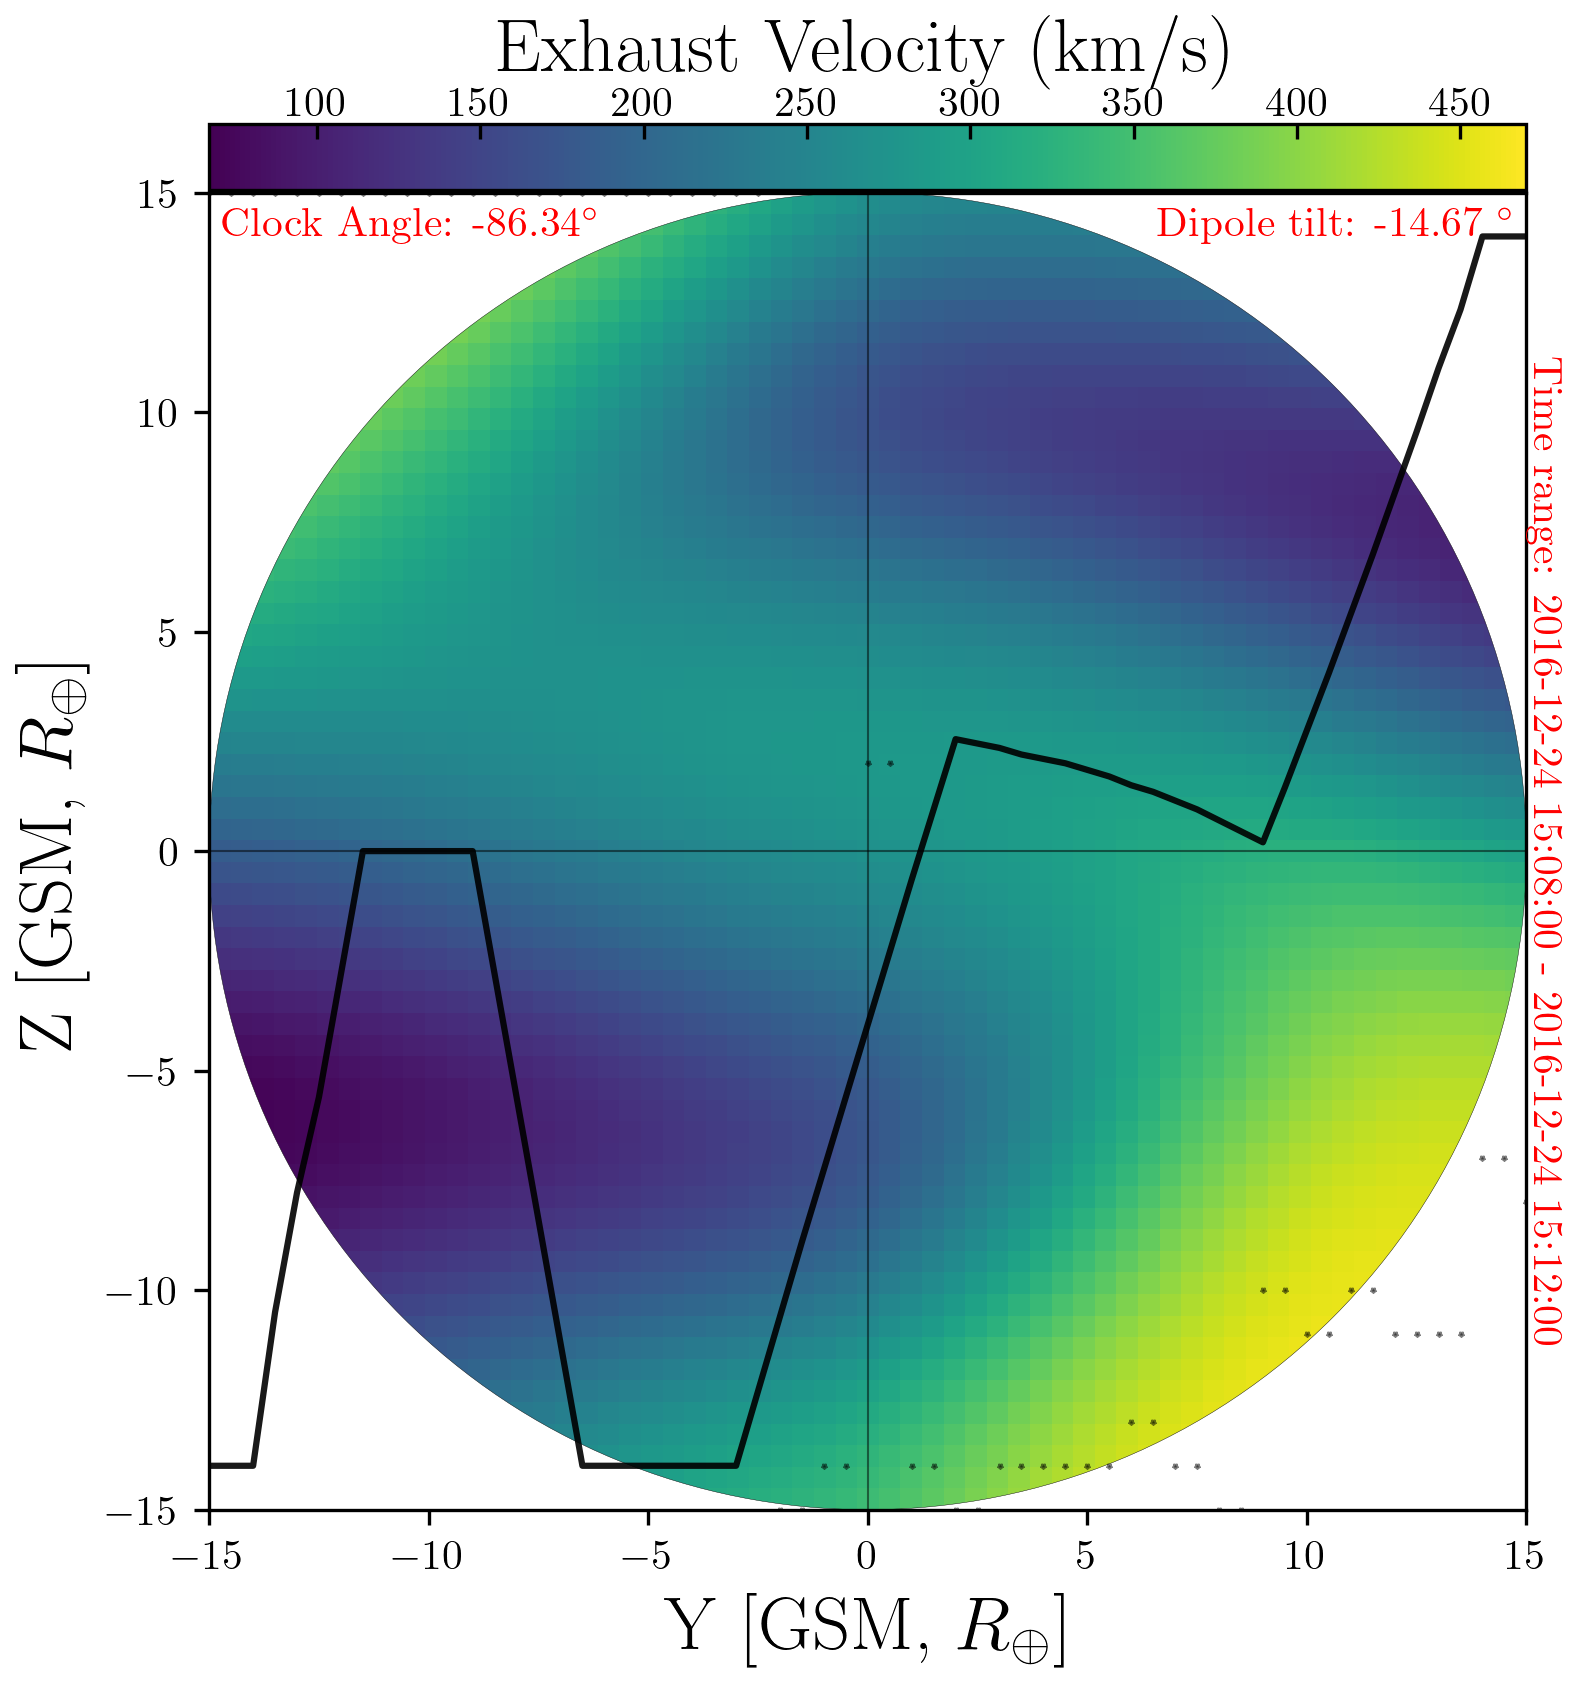 Exhaust Velocity (km/s)
100 150 200 250 300 350 400 450
Clock Angle: -86.34°
Dipole tilt: -14.67 °
15
10
5
0
−5
−10
−15
Z [GSM, R⊕]
Time range: 2016-12-24 15:08:00 - 2016-12-24 15:12:00
−15 −10 −5 0 5 10 15
Y [GSM, R⊕]